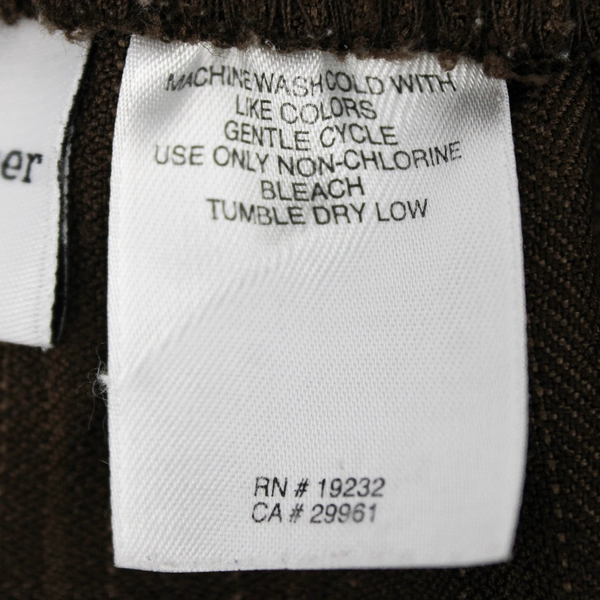 MACHINE WASH COLD WITH
LIKE COLORS
GENTLE CYCLE
USE ONLY NON-CHLORINE
BLEACH
TUMBLE DRY LOW
RN # 19232
CA # 29961